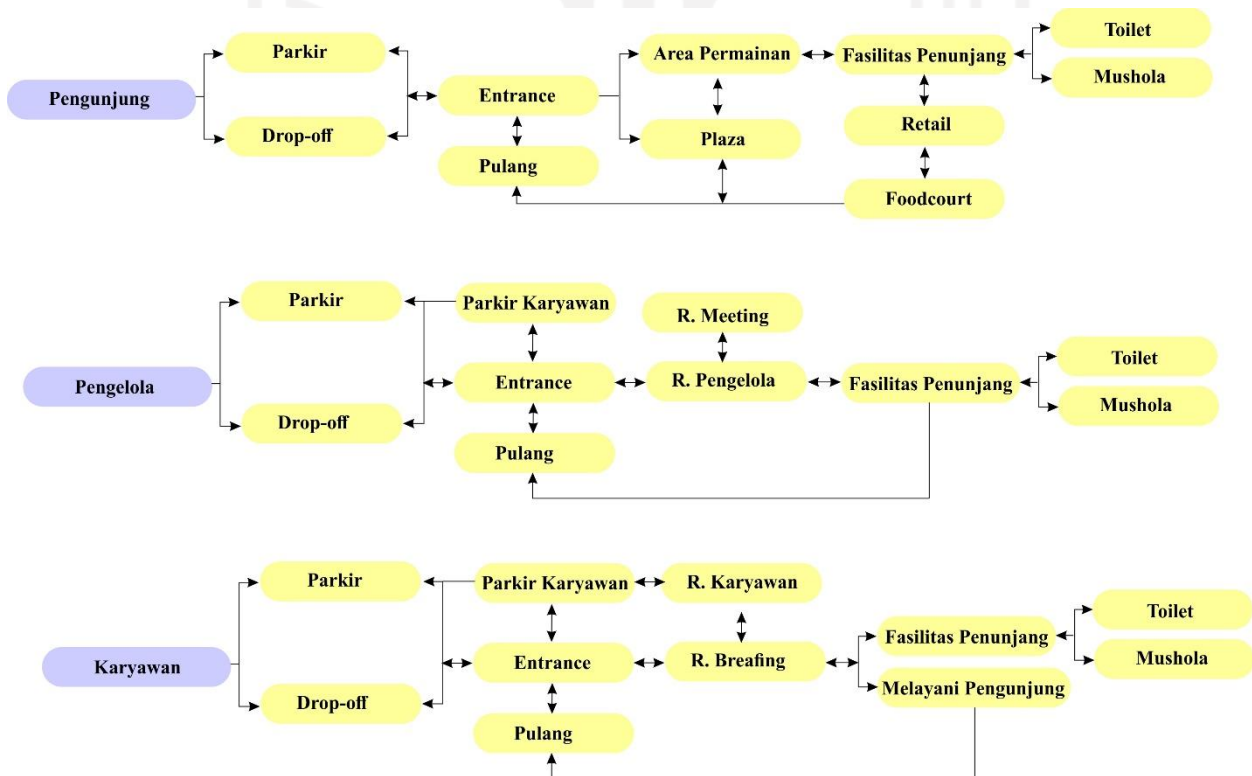 Pengunjung
Parkir
Drop-off
Entrance
Pulang
Area Permainan
Plaza
Fasilitas Penunjang
Retail
Foodcourt
Toilet
Mushola
Pengelola
Parkir
Drop-off
Parkir Karyawan
Entrance
Pulang
R. Meeting
R. Pengelola
Fasilitas Penunjang
Toilet
Mushola
Karyawan
Parkir
Drop-off
Parkir Karyawan
Entrance
Pulang
R. Karyawan
R. Breafing
Fasilitas Penunjang
Melayani Pengunjung
Toilet
Mushola